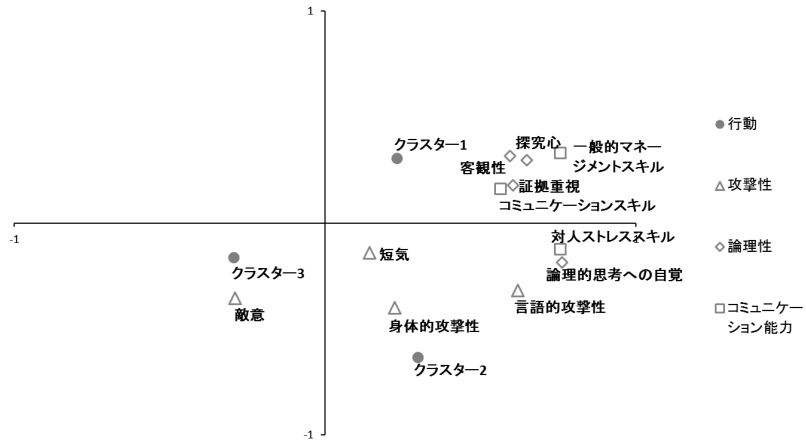 1
クラスター1
探究心
一般的マネー
ジメントスキル
客観性
証拠重視
コミュニケーションスキル
-1
対人ストレススキル
短気
クラスター3
論理的思考への自覚
敵意
言語的攻撃性
身体的攻撃性
クラスター2
-1
行動
攻撃性
論理性
コミュニケー
ション能力